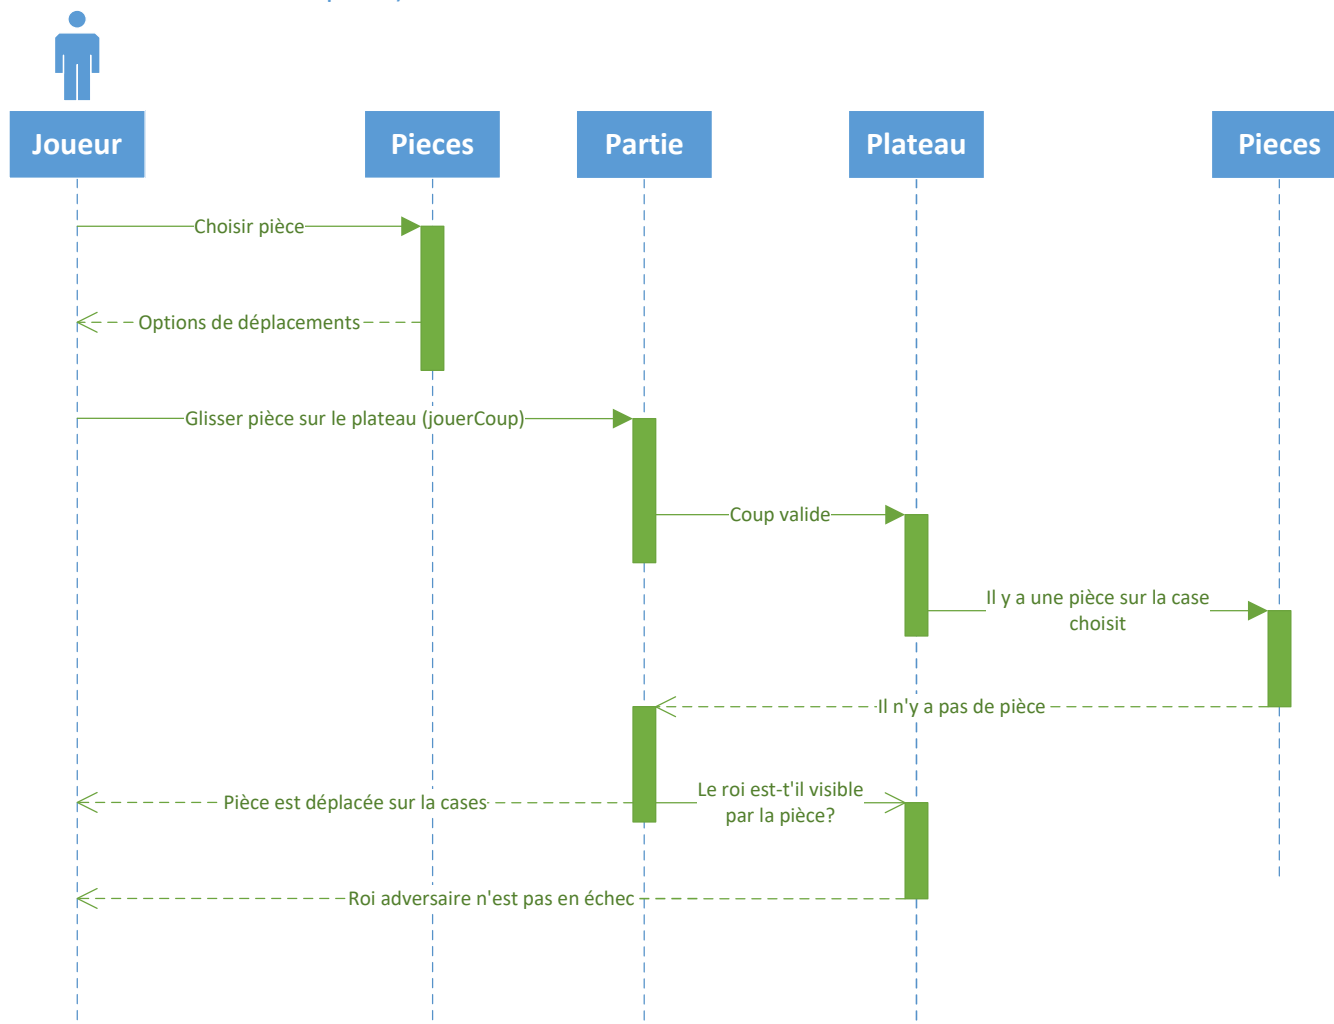 Joueur
Pieces
Partie
Plateau
Pieces
Choisir pièce
Options de déplacements
Glisser pièce sur le plateau (jouerCoup)
Coup valide
Il y a une pièce sur la case
choisit
Il n'y a pas de pièce
Pièce est déplacée sur la cases
Le roi est-t'il visible
par la pièce?
Roi adversaire n'est pas en échec